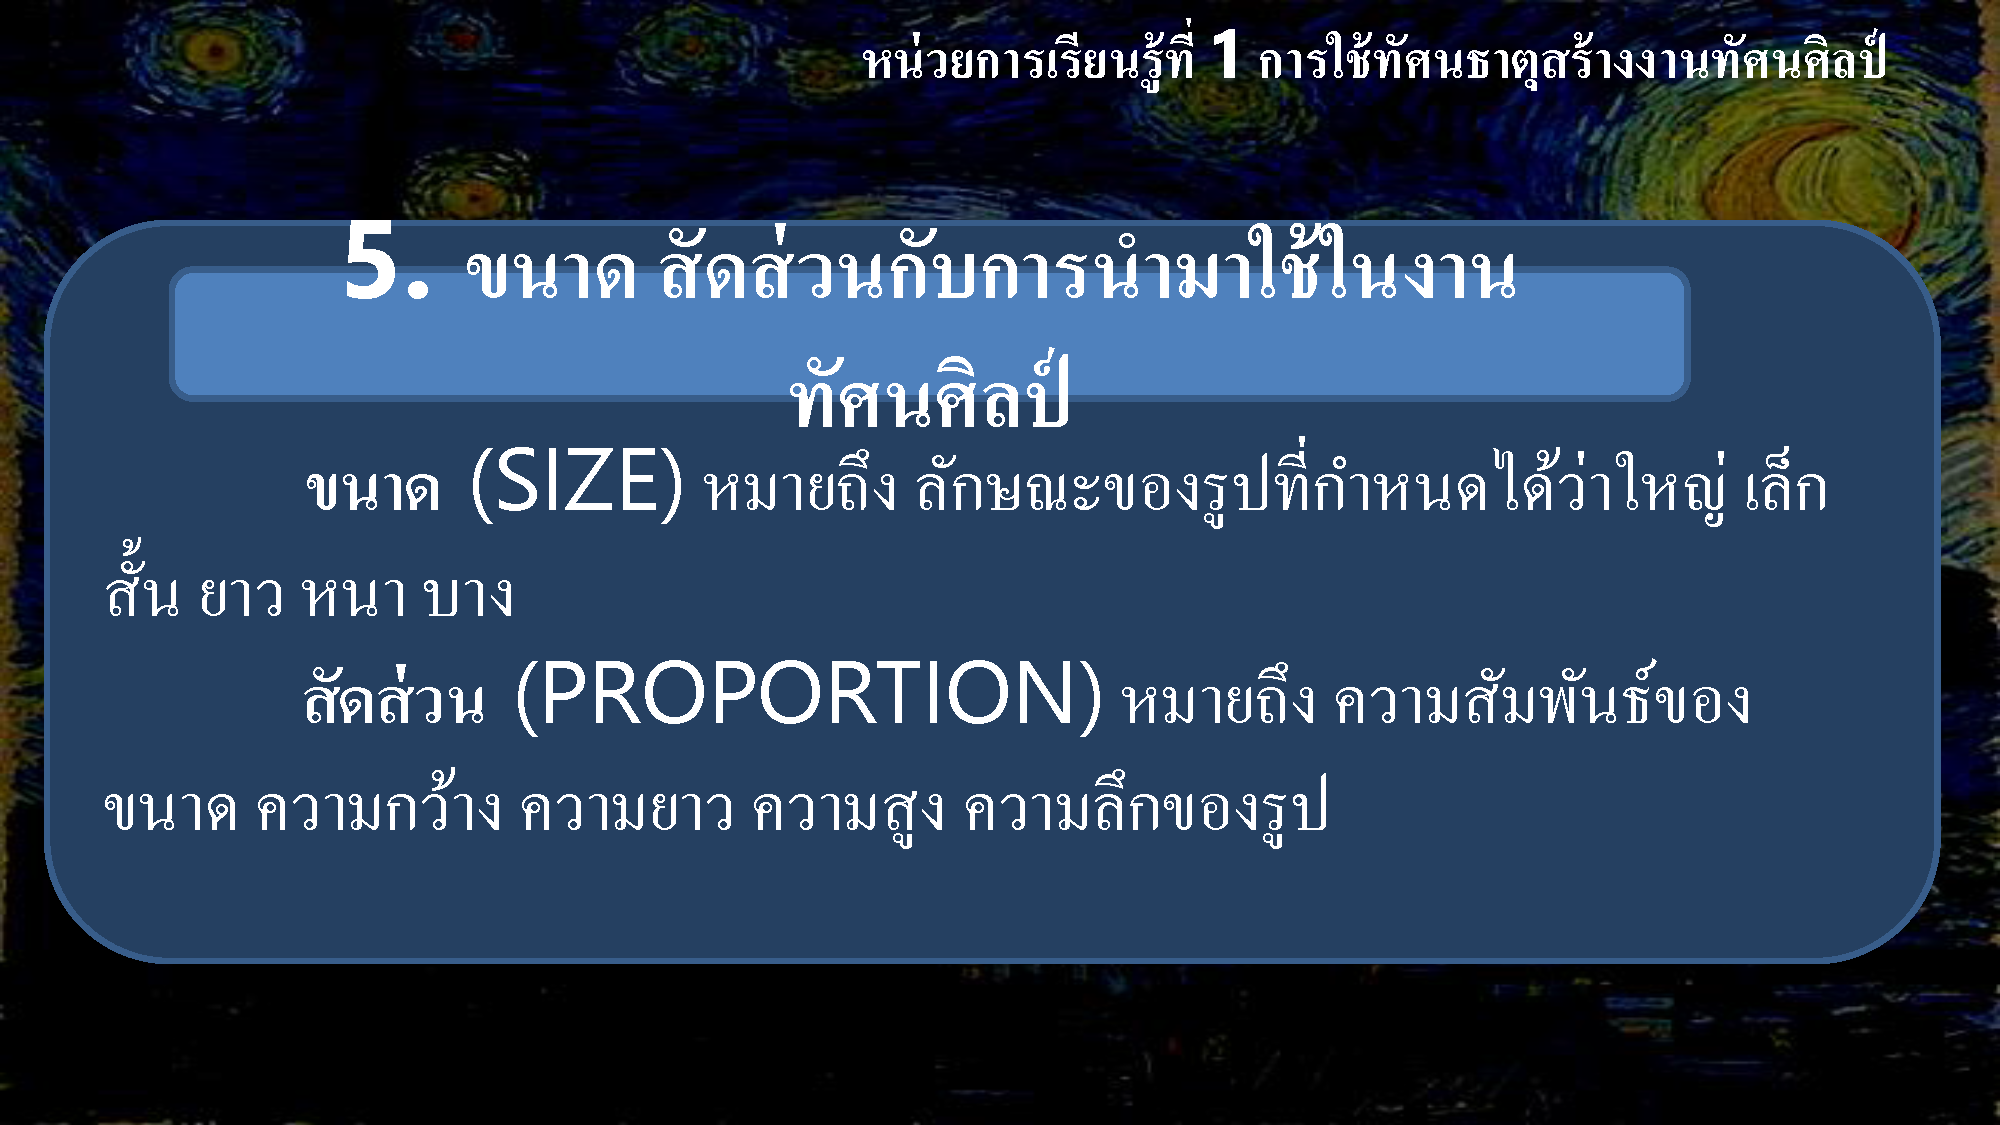 หน่วยการเรียนรู้ที่ 1 การใช้ทัศนธาตุสร้างงานทัศนศิลป์
5. ขนาด สัดส่วนกับการนำมาใช้ในงาน
ทัศนศิลป์
ขนาด (SIZE) หมายถึง ลักษณะของรูปที่กำหนดได้ว่าใหญ่ เล็ก
สั้น ยาว หนา บาง
สัดส่วน (PROPORTION) หมายถึง ความสัมพันธ์ของ
ขนาด ความกว้าง ความยาว ความสูง ความลึกของรูป